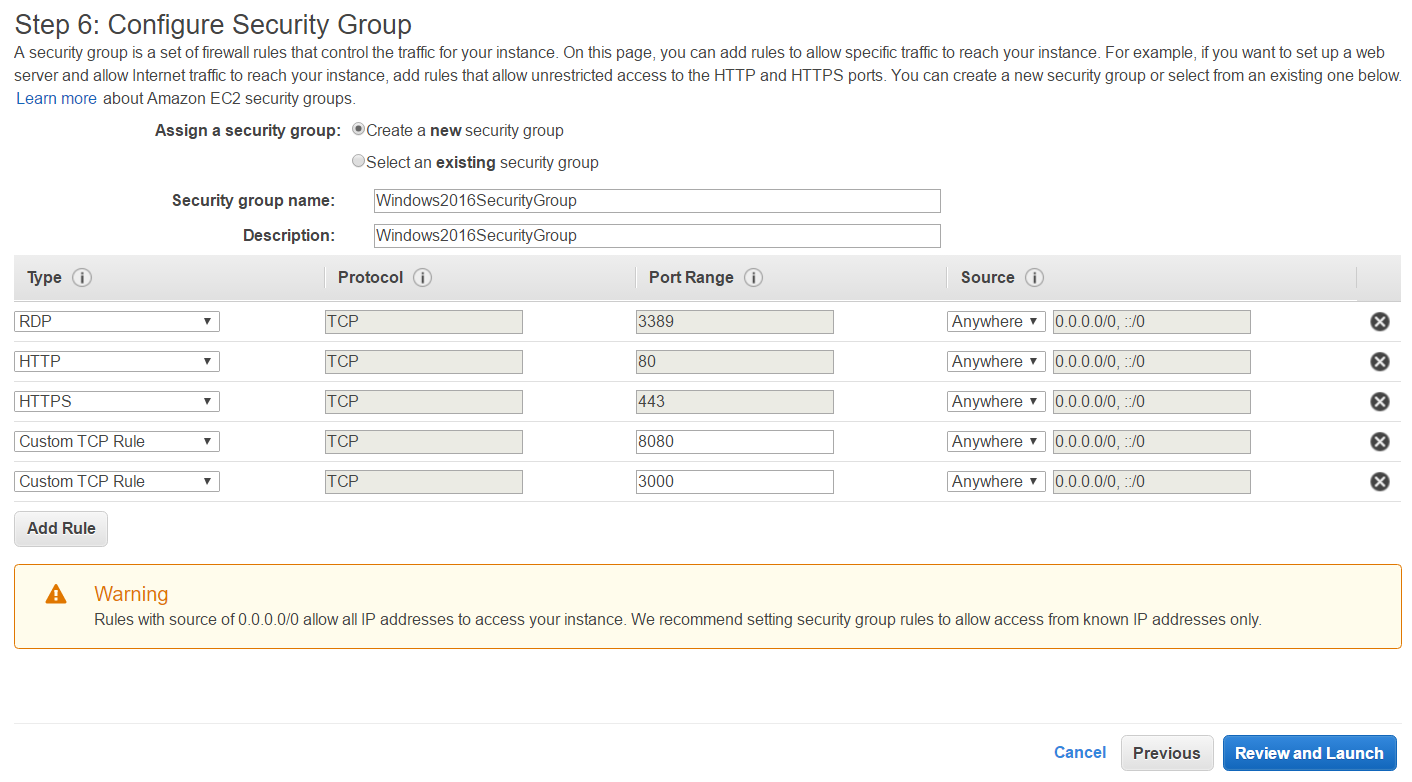 Step 6: Configure Security Group
A security group is a set of firewall rules that control the traffic for your instance. On this page, you can add rules to allow specific traffic to reach your instance. For example, if you want to set up a web
server and allow Internet traffic to reach your instance, add rules that allow unrestricted access to the HTTP and HTTPS ports. You can create a new security group or select from an existing one below.
Learn more about Amazon EC2 security groups.
Assign a security group: Create a new security group
Select an existing security group
Security group name: Windows2016SecurityGroup
Description: Windows2016SecurityGroup
Type i Protocol i Port Range i Source i
RDP TCP 3389 Anywhere 0.0.0.0/0, ::/0
HTTP TCP 80 Anywhere 0.0.0.0/0, ::/0
HTTPS TCP 443 Anywhere 0.0.0.0/0, ::/0
Custom TCP Rule TCP 8080 Anywhere 0.0.0.0/0, ::/0
Custom TCP Rule TCP 3000 Anywhere 0.0.0.0/0, ::/0
Add Rule
Warning
Rules with source of 0.0.0.0/0 allow all IP addresses to access your instance. We recommend setting security group rules to allow access from known IP addresses only.
Cancel Previous Review and Launch